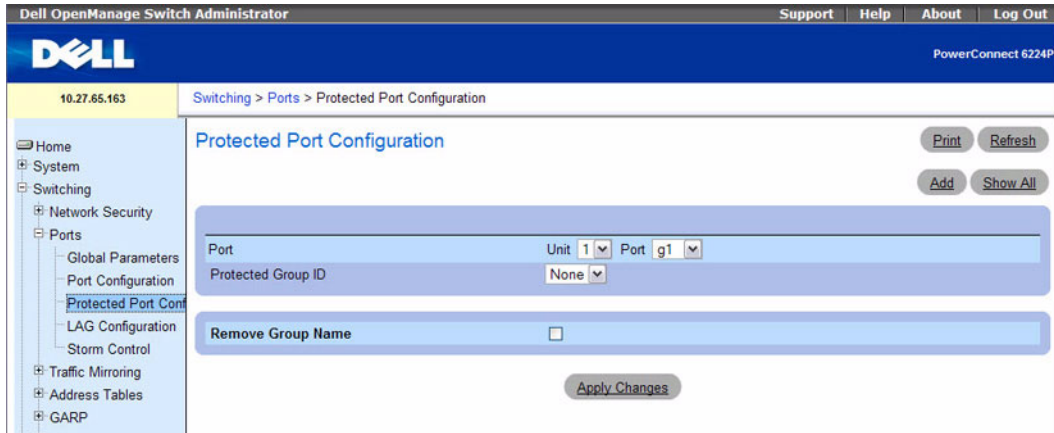 Dell OpenManage Switch Administrator
Support Help About Log Out
DELL
PowerConnect 6224P
10.27.65.163
Switching > Ports > Protected Port Configuration
Home
System
Switching
Network Security
Ports
Global Parameters
Port Configuration
Protected Port Conf
LAG Configuration
Storm Control
Traffic Mirroring
Address Tables
GARP
Protected Port Configuration
Print Refresh
Add Show All
Port Unit 1 Port g1
Protected Group ID None
Remove Group Name
Apply Changes